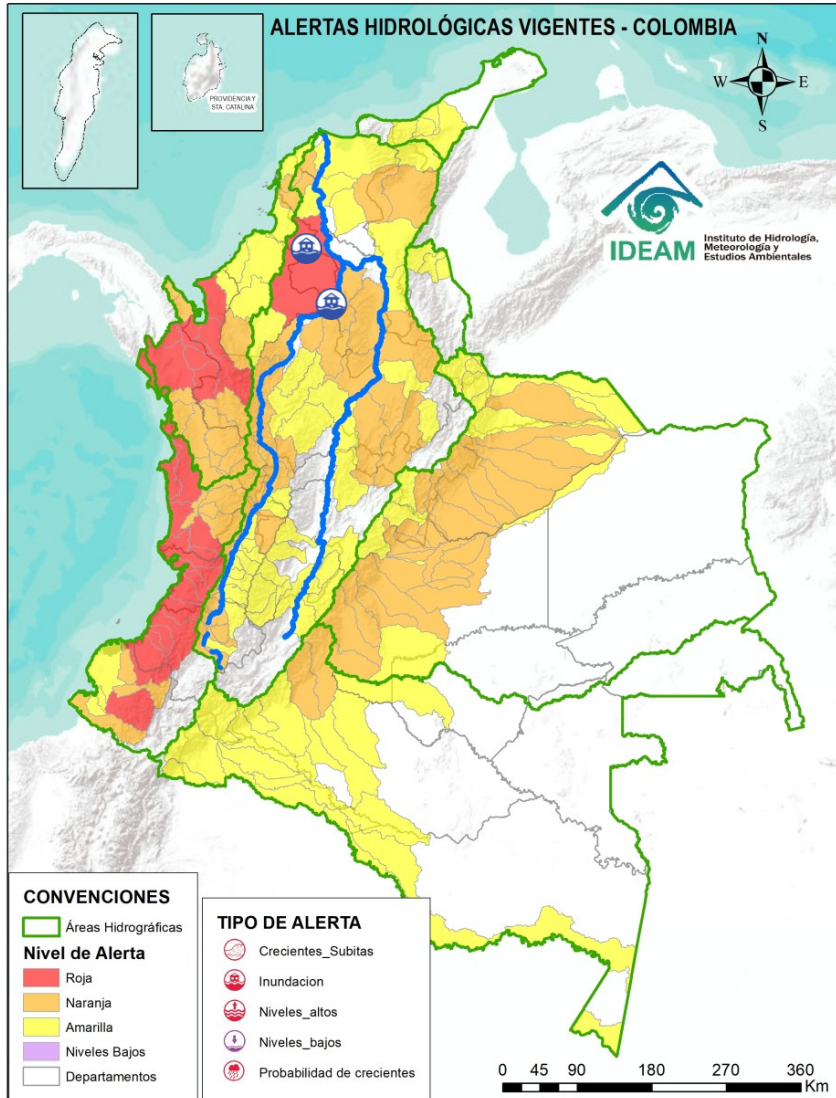 ALERTAS HIDROLÓGICAS VIGENTES - COLOMBIA
PROVIDENCIA Y
STA. CATALINA
N
W
E
S
IDEAM
Instituto de Hidrología,
Meteorología y
Estudios Ambientales
CONVENCIONES
Áreas Hidrográficas
Nivel de Alerta
Roja
Naranja
Amarilla
Niveles Bajos
Departamentos
TIPO DE ALERTA
Crecientes_Subitas
Inundacion
Niveles_altos
Niveles_bajos
Probabilidad de crecientes
0 45 90 180 270 360
Km